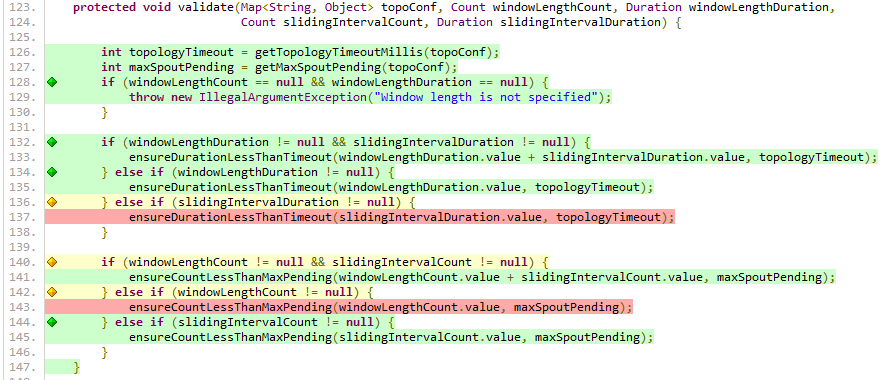 123. protected void validate(Map<String, Object> topoConf, Count windowLengthCount, Duration windowLengthDuration,
124. Count slidingIntervalCount, Duration slidingIntervalDuration) {
125.
126. int topologyTimeout = getTopologyTimeoutMillis(topoConf);
127. int maxSpoutPending = getMaxSpoutPending(topoConf);
128. if (windowLengthCount == null && windowLengthDuration == null) {
129. throw new IllegalArgumentException("Window length is not specified");
130. }
131.
132. if (windowLengthDuration != null && slidingIntervalDuration != null) {
133. ensureDurationLessThanTimeout(windowLengthDuration.value + slidingIntervalDuration.value, topologyTimeout);
134. } else if (windowLengthDuration != null) {
135. ensureDurationLessThanTimeout(windowLengthDuration.value, topologyTimeout);
136. } else if (slidingIntervalDuration != null) {
137. ensureDurationLessThanTimeout(slidingIntervalDuration.value, topologyTimeout);
138. }
139.
140. if (windowLengthCount != null && slidingIntervalCount != null) {
141. ensureCountLessThanMaxPending(windowLengthCount.value + slidingIntervalCount.value, maxSpoutPending);
142. } else if (windowLengthCount != null) {
143. ensureCountLessThanMaxPending(windowLengthCount.value, maxSpoutPending);
144. } else if (slidingIntervalCount != null) {
145. ensureCountLessThanMaxPending(slidingIntervalCount.value, maxSpoutPending);
146. }
147. }